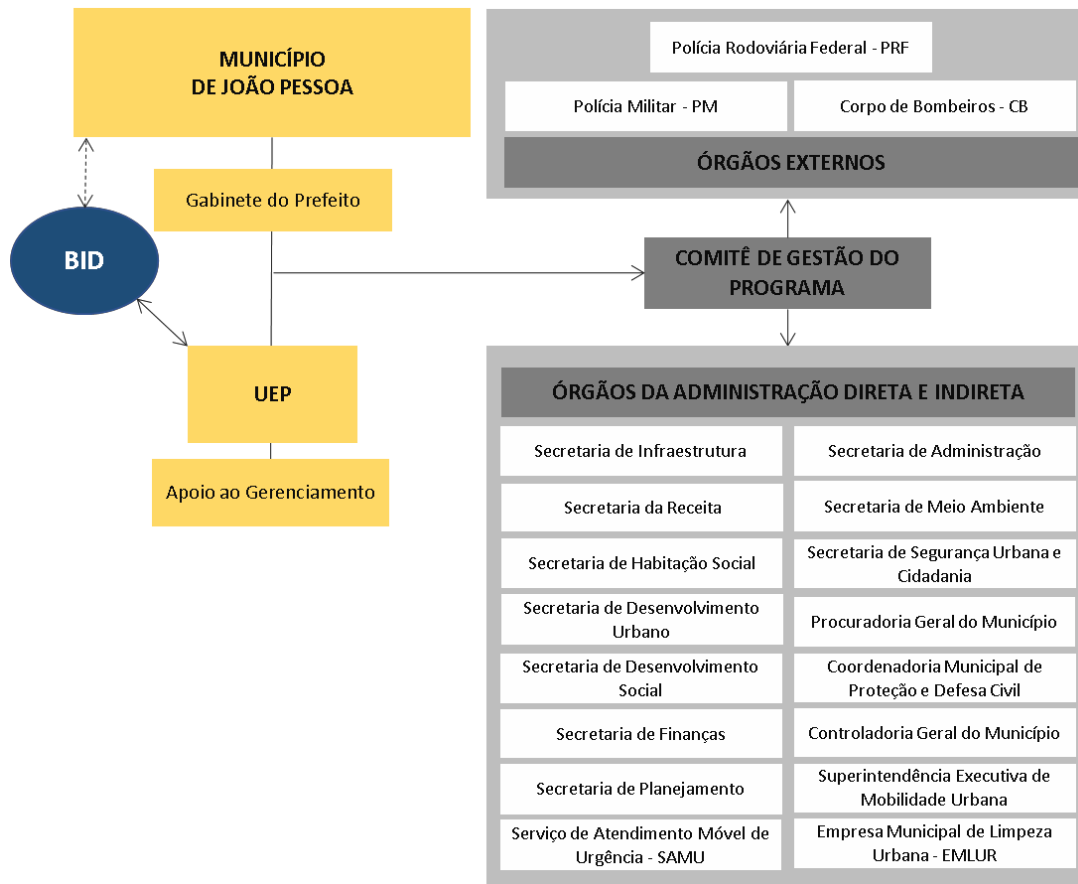 MUNICÍPIO
DE JOÃO PESSOA
Gabinete do Prefeito
BID
UEP
Apoio ao Gerenciamento
Polícia Rodoviária Federal - PRF
Polícia Militar - PM
Corpo de Bombeiros - CB
ÓRGÃOS EXTERNOS
COMITÊ DE GESTÃO DO
PROGRAMA
ÓRGÃOS DA ADMINISTRAÇÃO DIRETA E INDIRETA
Secretaria de Infraestrutura
Secretaria de Administração
Secretaria da Receita
Secretaria de Meio Ambiente
Secretaria de Habitação Social
Secretaria de Segurança Urbana e
Cidadania
Secretaria de Desenvolvimento
Urbano
Procuradoria Geral do Município
Secretaria de Desenvolvimento
Social
Coordenadoria Municipal de
Proteção e Defesa Civil
Secretaria de Finanças
Controladoria Geral do Município
Secretaria de Planejamento
Superintendência Executiva de
Mobilidade Urbana
Serviço de Atendimento Móvel de
Urgência - SAMU
Empresa Municipal de Limpeza
Urbana - EMLUR